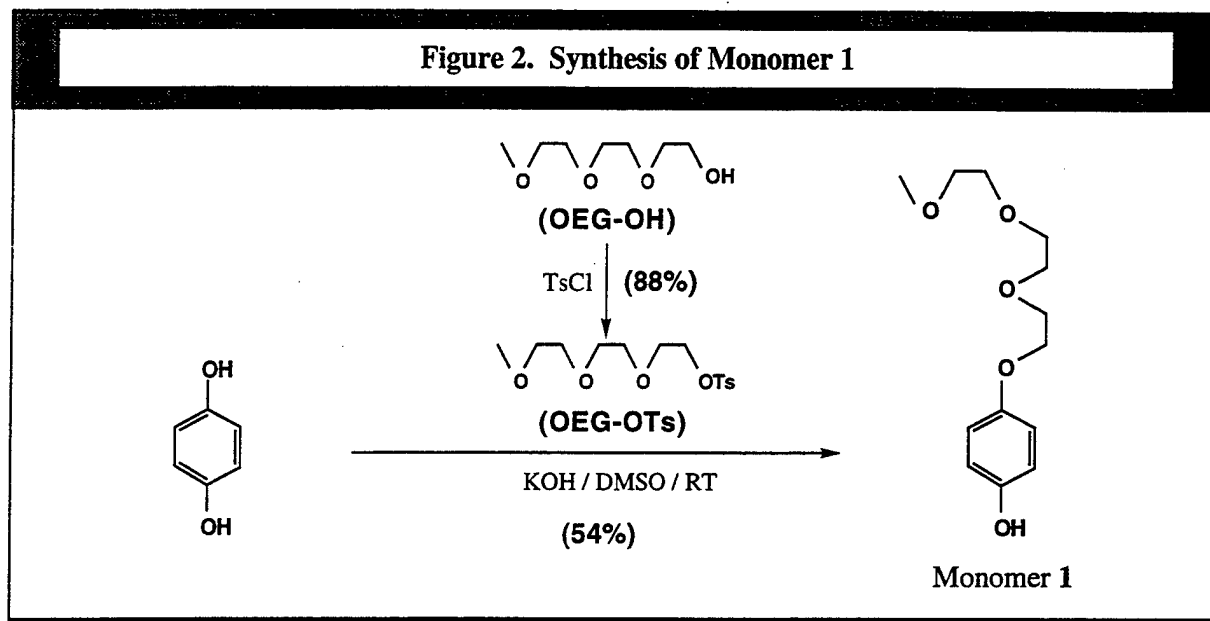 Figure 2. Synthesis of Monomer 1
O O O OH
(OEG-OH)
TsCl (88%)
O O O OTs
(OEG-OTs)
KOH / DMSO / RT
(54%)
OH
OH
O
O
O
O
OH
Monomer 1